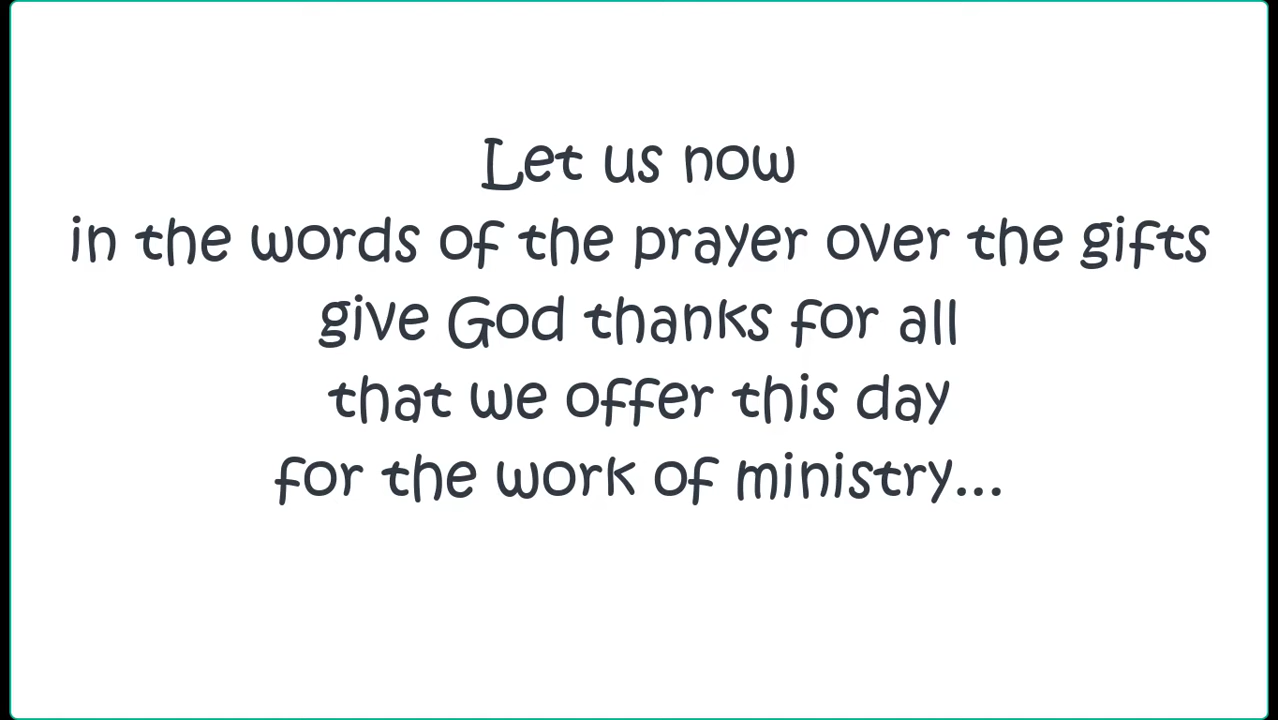 Let us now
in the words of the prayer over the gifts
give God thanks for all
that we offer this day
for the work of ministry...